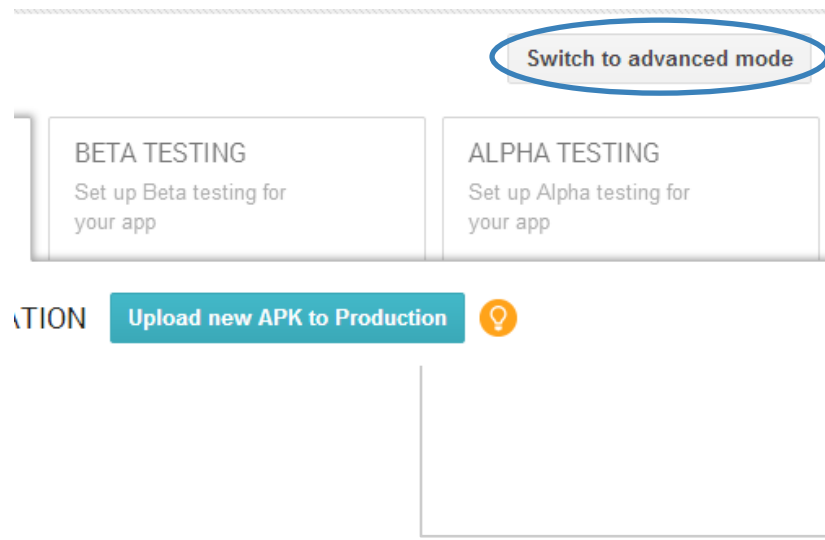 Switch to advanced mode
BETA TESTING
Set up Beta testing for
your app
ALPHA TESTING
Set up Alpha testing for
your app
ATION
Upload new APK to Production